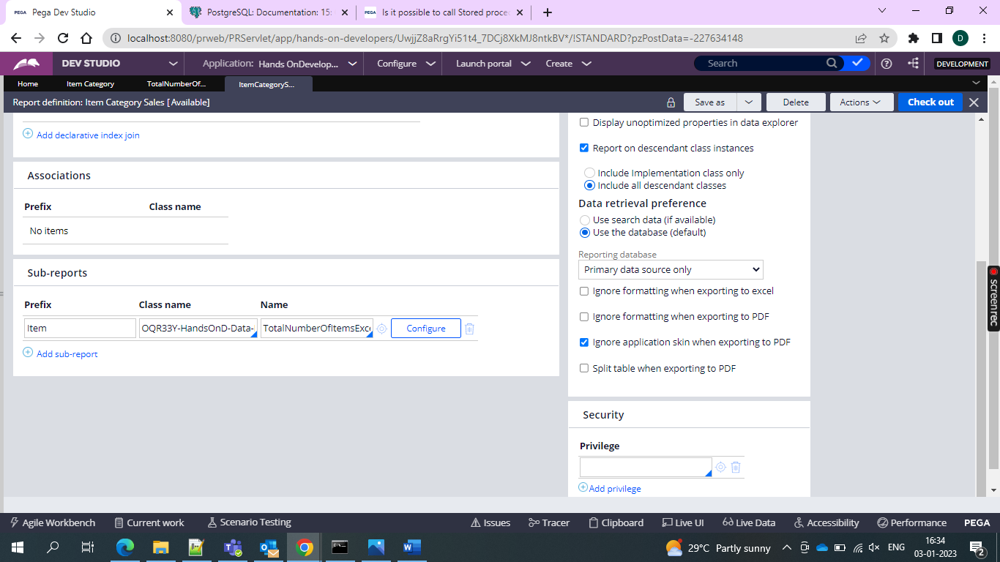 PEGA Pega Dev Studio
PostgreSQL: Documentation: 15:
PEGA Is it possible to call Stored proce
localhost:8080/prweb/PRServlet/app/hands-on-developers/UwjjZ8aRrgYi51t4_7DCj8XkMJ8ntkBV*/!STANDARD?pzPostData=-227634148
D
DEV STUDIO
Application: Hands OnDevelop...
Configure
Launch portal
Create
Search
DEVELOPMENT
Home
Item Category
TotalNumberOf...
ItemCategoryS...
Report definition: Item Category Sales [Available]
Save as
Delete
Actions
Check out
Add declarative index join
Associations
Prefix Class name
No items
Sub-reports
Prefix Class name Name
Item OQR33Y-HandsOnD-Data- TotalNumberOfItemsExc Configure
Add sub-report
Display unoptimized properties in data explorer
Report on descendant class instances
Include Implementation class only
Include all descendant classes
Data retrieval preference
Use search data (if available)
Use the database (default)
Reporting database
Primary data source only
Ignore formatting when exporting to excel
Ignore formatting when exporting to PDF
Ignore application skin when exporting to PDF
Split table when exporting to PDF
Security
Privilege
Add privilege
screenrec
Agile Workbench
Current work
Scenario Testing
Issues
Tracer
Clipboard
Live UI
Live Data
Accessibility
Performance
PEGA
29°C Partly sunny
ENG
16:34
03-01-2023
2